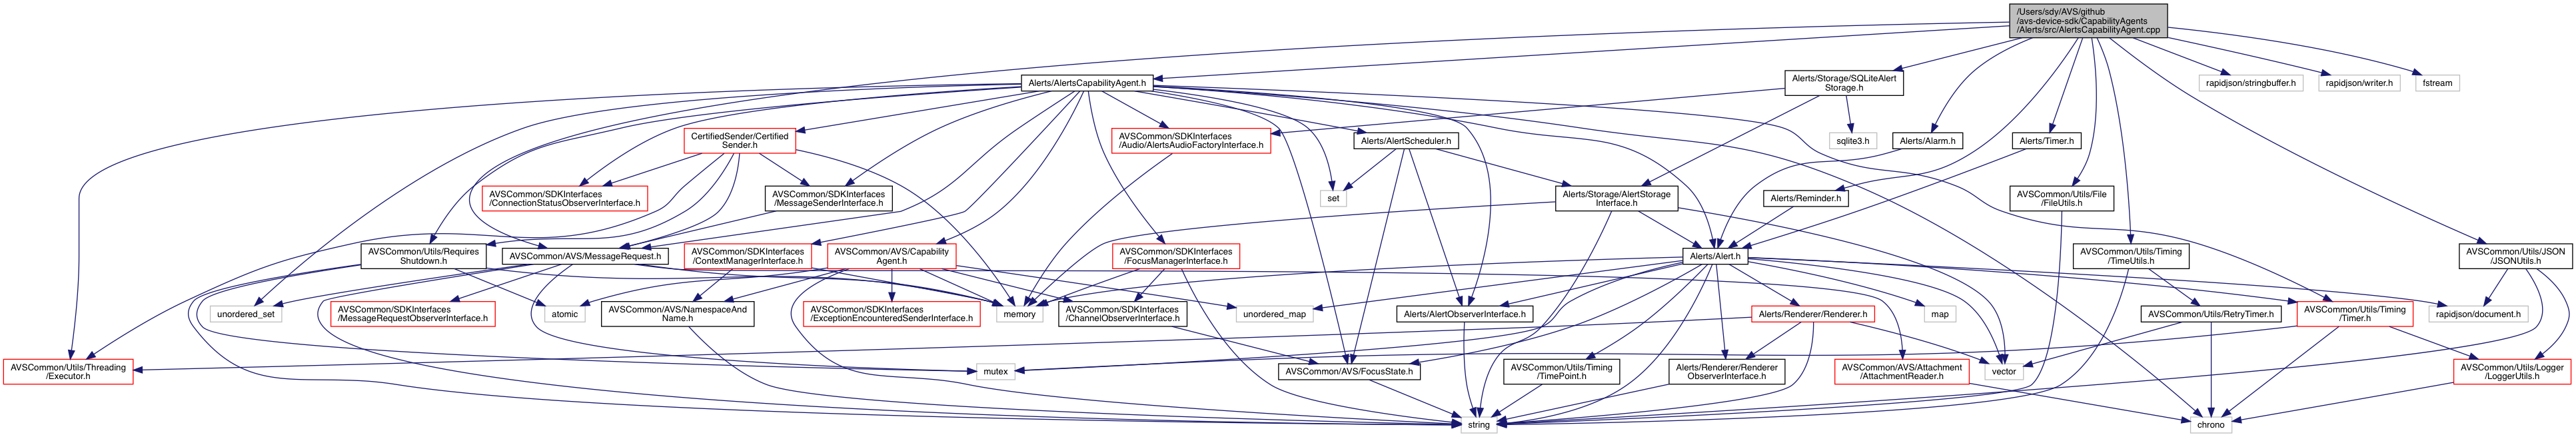 /Users/sdy/AVS/github
/avs-device-sdk/CapabilityAgents
/Alerts/src/AlertsCapabilityAgent.cpp
Alerts/AlertsCapabilityAgent.h
Alerts/Storage/SQLiteAlert
Storage.h
rapidjson/stringbuffer.h
rapidjson/writer.h
fstream
CertifiedSender/Certified
Sender.h
AVSCommon/SDKInterfaces
/Audio/AlertsAudioFactoryInterface.h
Alerts/AlertScheduler.h
sqlite3.h
Alerts/Alarm.h
Alerts/Timer.h
AVSCommon/SDKInterfaces
/ConnectionStatusObserverInterface.h
AVSCommon/SDKInterfaces
/MessageSenderInterface.h
set
Alerts/Storage/AlertStorage
Interface.h
Alerts/Reminder.h
AVSCommon/Utils/File
/FileUtils.h
AVSCommon/Utils/Requires
Shutdown.h
AVSCommon/AVS/MessageRequest.h
AVSCommon/SDKInterfaces
/ContextManagerInterface.h
AVSCommon/AVS/Capability
Agent.h
AVSCommon/SDKInterfaces
/FocusManagerInterface.h
Alerts/Alert.h
AVSCommon/Utils/Timing
/TimeUtils.h
AVSCommon/Utils/JSON
/JSONUtils.h
unordered_set
AVSCommon/SDKInterfaces
/MessageRequestObserverInterface.h
atomic
AVSCommon/AVS/NamespaceAnd
Name.h
AVSCommon/SDKInterfaces
/ExceptionEncounteredSenderInterface.h
memory
AVSCommon/SDKInterfaces
/ChannelObserverInterface.h
unordered_map
Alerts/AlertObserverInterface.h
Alerts/Renderer/Renderer.h
map
AVSCommon/Utils/RetryTimer.h
AVSCommon/Utils/Timing
/Timer.h
rapidjson/document.h
AVSCommon/Utils/Threading
/Executor.h
mutex
AVSCommon/AVS/FocusState.h
AVSCommon/Utils/Timing
/TimePoint.h
Alerts/Renderer/Renderer
ObserverInterface.h
AVSCommon/AVS/Attachment
/AttachmentReader.h
vector
AVSCommon/Utils/Logger
/LoggerUtils.h
string
chrono